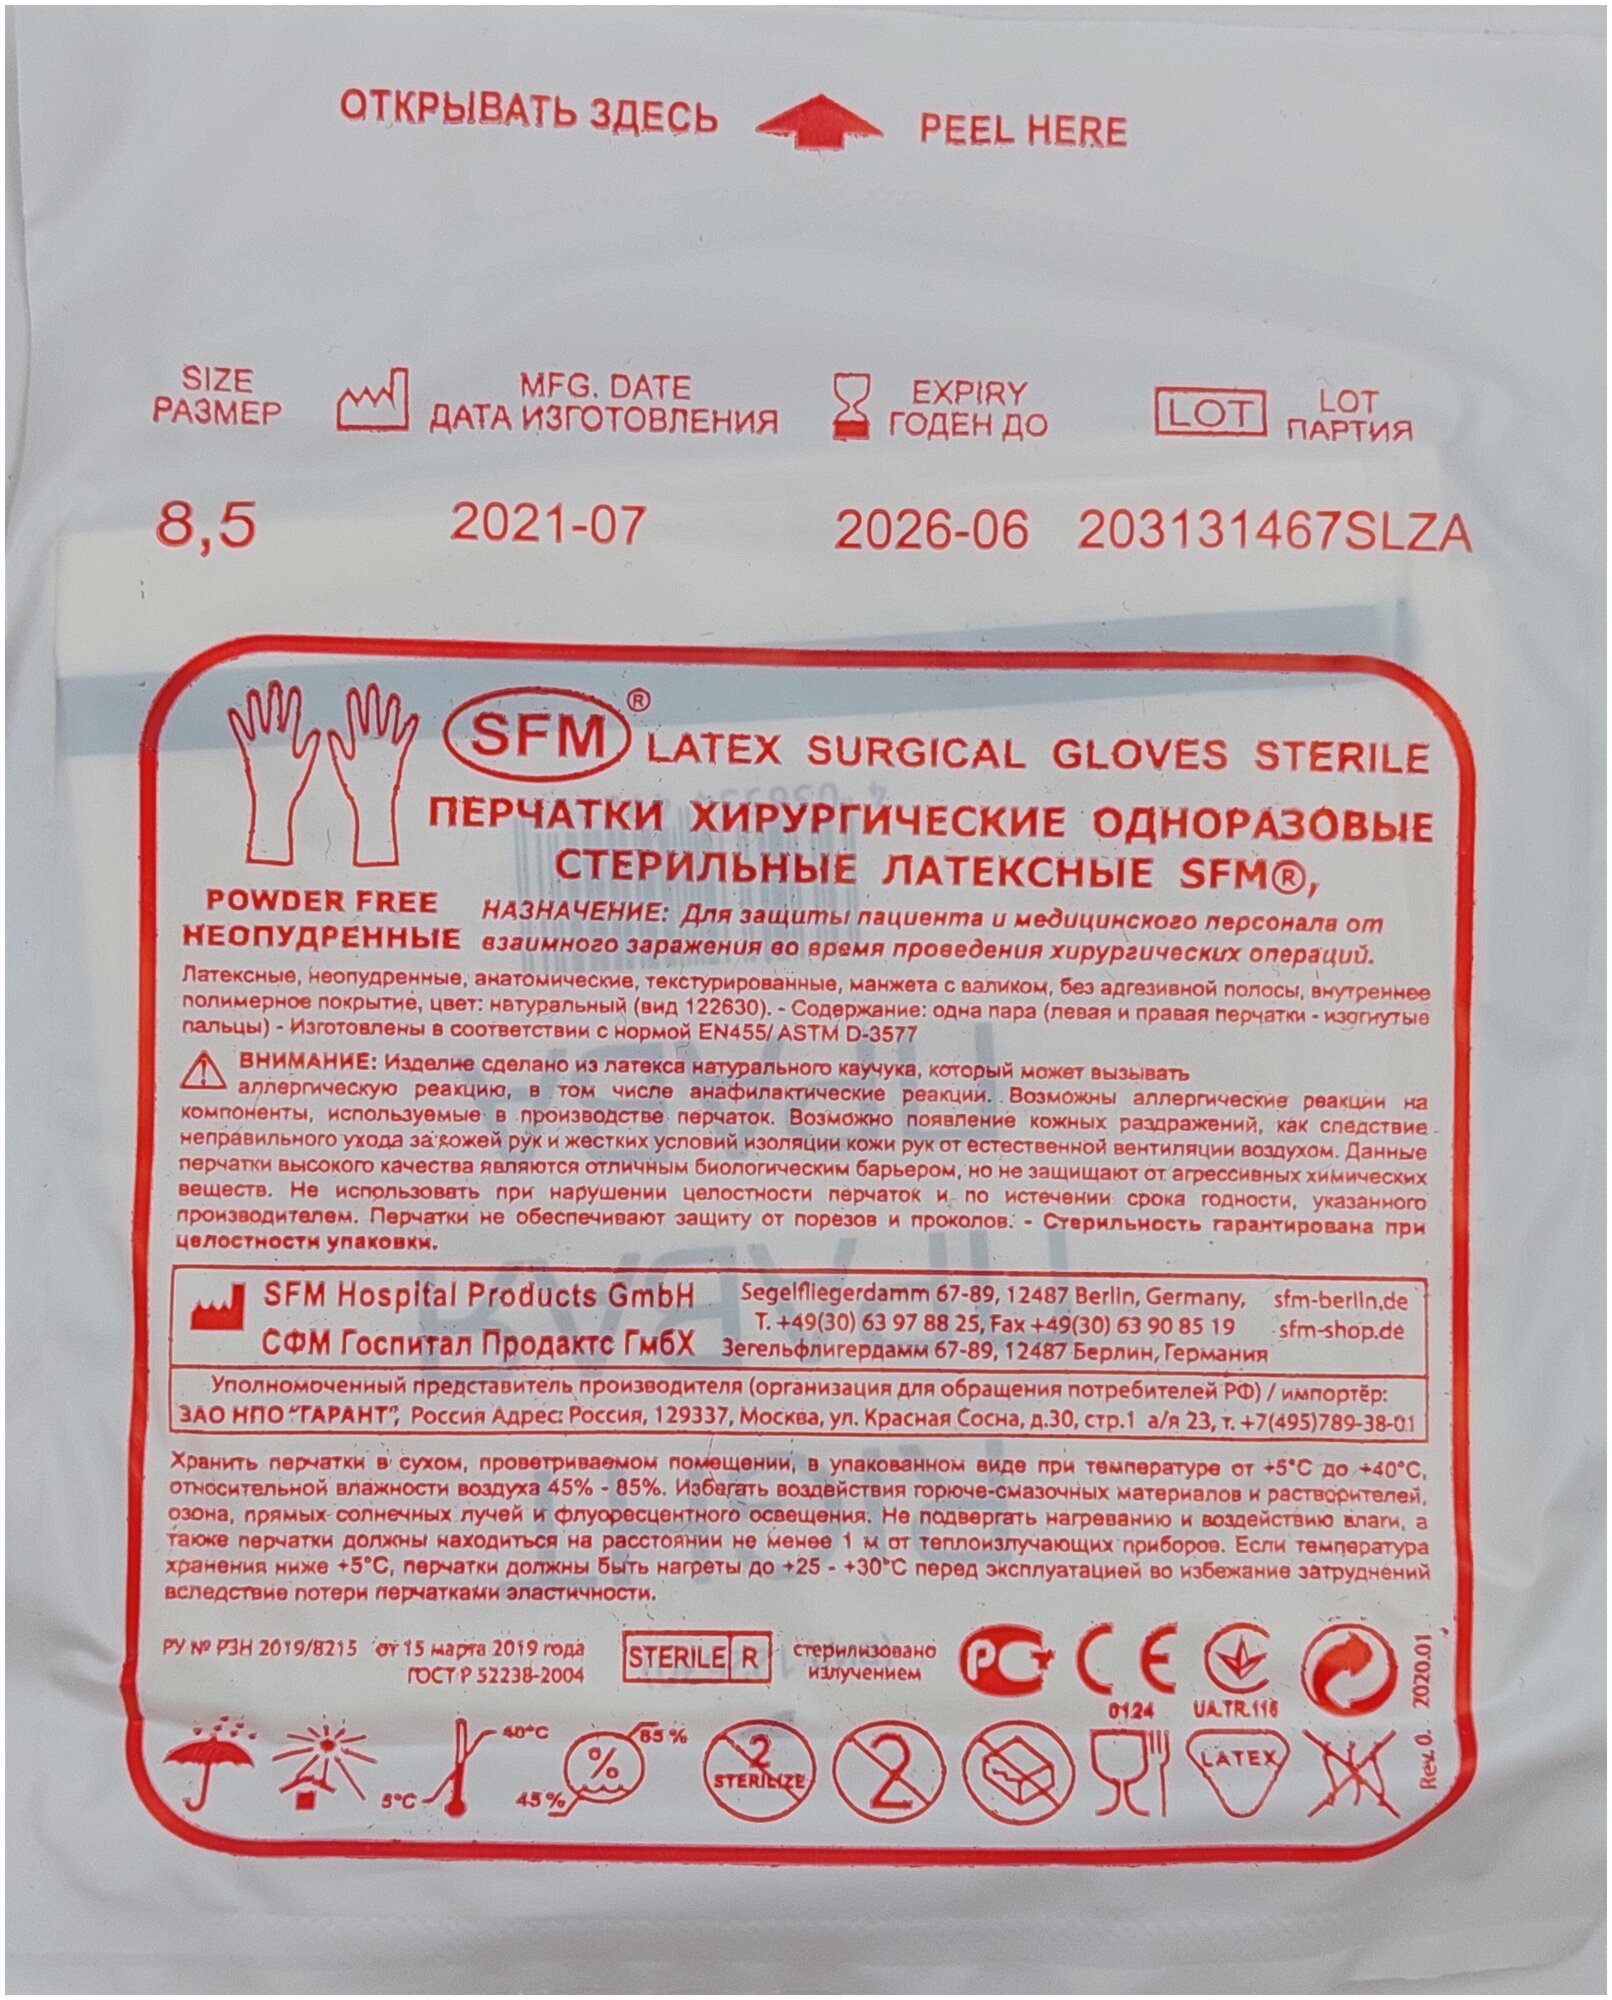 ОТКРЫВАТЬ ЗДЕСЬ PEEL HERE
SIZE
РАЗМЕР
MFG. DATE
ДАТА ИЗГОТОВЛЕНИЯ
EXPIRY
ГОДЕН ДО
LOT
LOT
ПАРТИЯ
8,5 2021-07 2026-06 203131467SLZA
SFM® LATEX SURGICAL GLOVES STERILE
ПЕРЧАТКИ ХИРУРГИЧЕСКИЕ ОДНОРАЗОВЫЕ
СТЕРИЛЬНЫЕ ЛАТЕКСНЫЕ SFM®,
POWDER FREE
НЕОПУДРЕННЫЕ
НАЗНАЧЕНИЕ: Для защиты пациента и медицинского персонала от
взаимного заражения во время проведения хирургических операций.
Латексные, неопудренные, анатомические, текстурированные, манжета с валиком, без адгезивной полосы, внутреннее
полимерное покрытие, цвет: натуральный (вид 122630). - Содержание: одна пара (левая и правая перчатки - изогнутые
пальцы) - Изготовлены в соответствии с нормой EN455/ ASTM D-3577
ВНИМАНИЕ: Изделие сделано из латекса натурального каучука, который может вызывать
аллергическую реакцию, в том числе анафилактические реакции. Возможны аллергические реакции на
компоненты, используемые в производстве перчаток. Возможно появление кожных раздражений, как следствие
неправильного ухода за кожей рук и жестких условий изоляции кожи рук от естественной вентиляции воздухом. Данные
перчатки высокого качества являются отличным биологическим барьером, но не защищают от агрессивных химических
веществ. Не использовать при нарушении целостности перчаток и по истечении срока годности, указанного
производителем. Перчатки не обеспечивают защиту от порезов и проколов. - Стерильность гарантирована при
целостности упаковки.
SFM Hospital Products GmbH
СФМ Госпитал Продактс ГмбХ
Segelfliegerdamm 67-89, 12487 Berlin, Germany,
T. +49(30) 63 97 88 25, Fax +49(30) 63 90 85 19
Зегельфлигердамм 67-89, 12487 Берлин, Германия
sfm-berlin.de
sfm-shop.de
Уполномоченный представитель производителя (организация для обращения потребителей РФ) / импортёр:
ЗАО НПО "ГАРАНТ", Россия Адрес: Россия, 129337, Москва, ул. Красная Сосна, д.30, стр.1 а/я 23, т. +7(495)789-38-01
Хранить перчатки в сухом, проветриваемом помещении, в упакованном виде при температуре от +5°С до +40°С,
относительной влажности воздуха 45% - 85%. Избегать воздействия горюче-смазочных материалов и растворителей,
озона, прямых солнечных лучей и флуоресцентного освещения. Не подвергать нагреванию и воздействию влаги, а
также перчатки должны находиться на расстоянии не менее 1 м от теплоизлучающих приборов. Если температура
хранения ниже +5°С, перчатки должны быть нагреты до +25 - +30°С перед эксплуатацией во избежание затруднений
вследствие потери перчатками эластичности.
РУ № РЗН 2019/8215 от 15 марта 2019 года
ГОСТ Р 52238-2004
STERILE R
стерилизовано
излучением
РСТ
CE
0124
UA.TR.116
Rev. 0. 2020.01
40°C
5°C
85 %
%
45 %
2
STERILIZE
2
LATEX